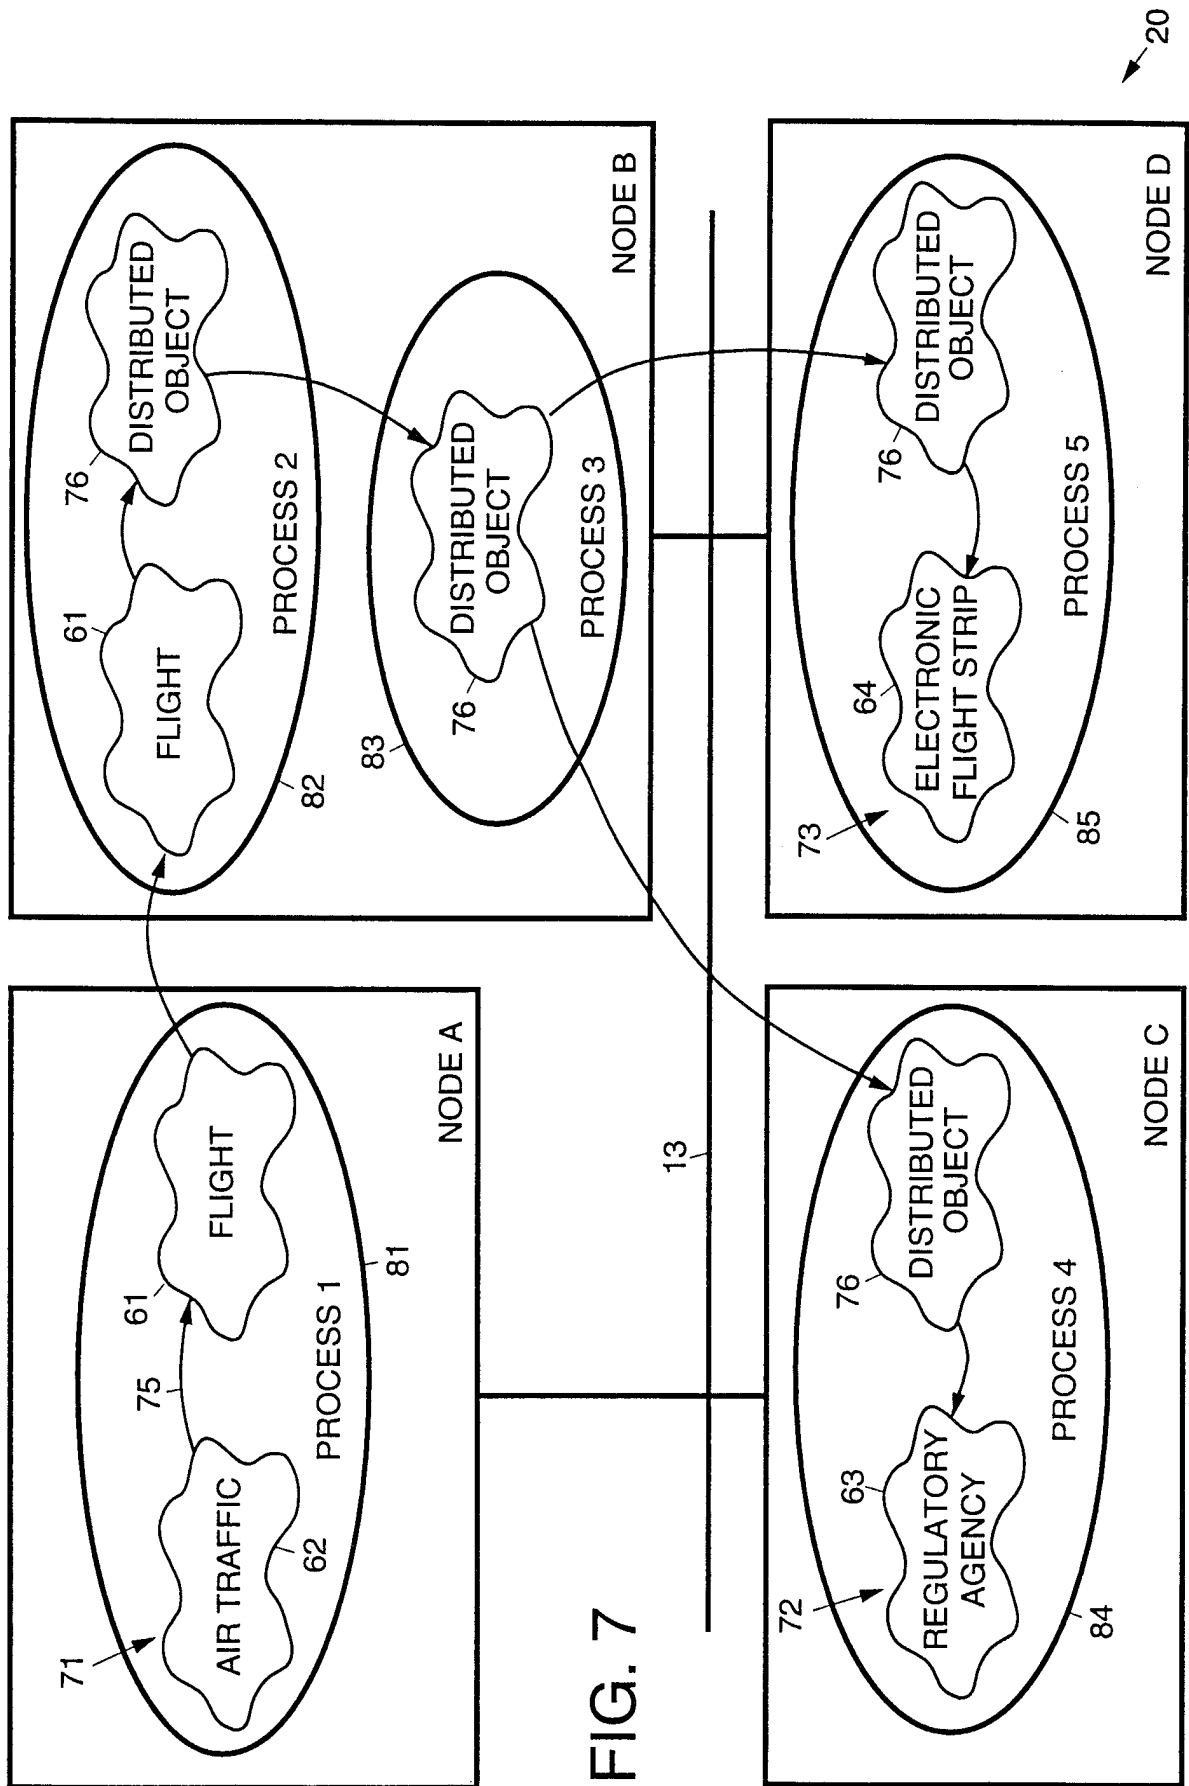 20
71
AIR TRAFFIC
62
75
61
FLIGHT
PROCESS 1
81
NODE A
61
FLIGHT
82
76
DISTRIBUTED
OBJECT
PROCESS 2
83
76
DISTRIBUTED
OBJECT
PROCESS 3
NODE B
13
72
63
REGULATORY
AGENCY
84
76
DISTRIBUTED
OBJECT
PROCESS 4
NODE C
73
64
ELECTRONIC
FLIGHT STRIP
85
76
DISTRIBUTED
OBJECT
PROCESS 5
NODE D
FIG. 7